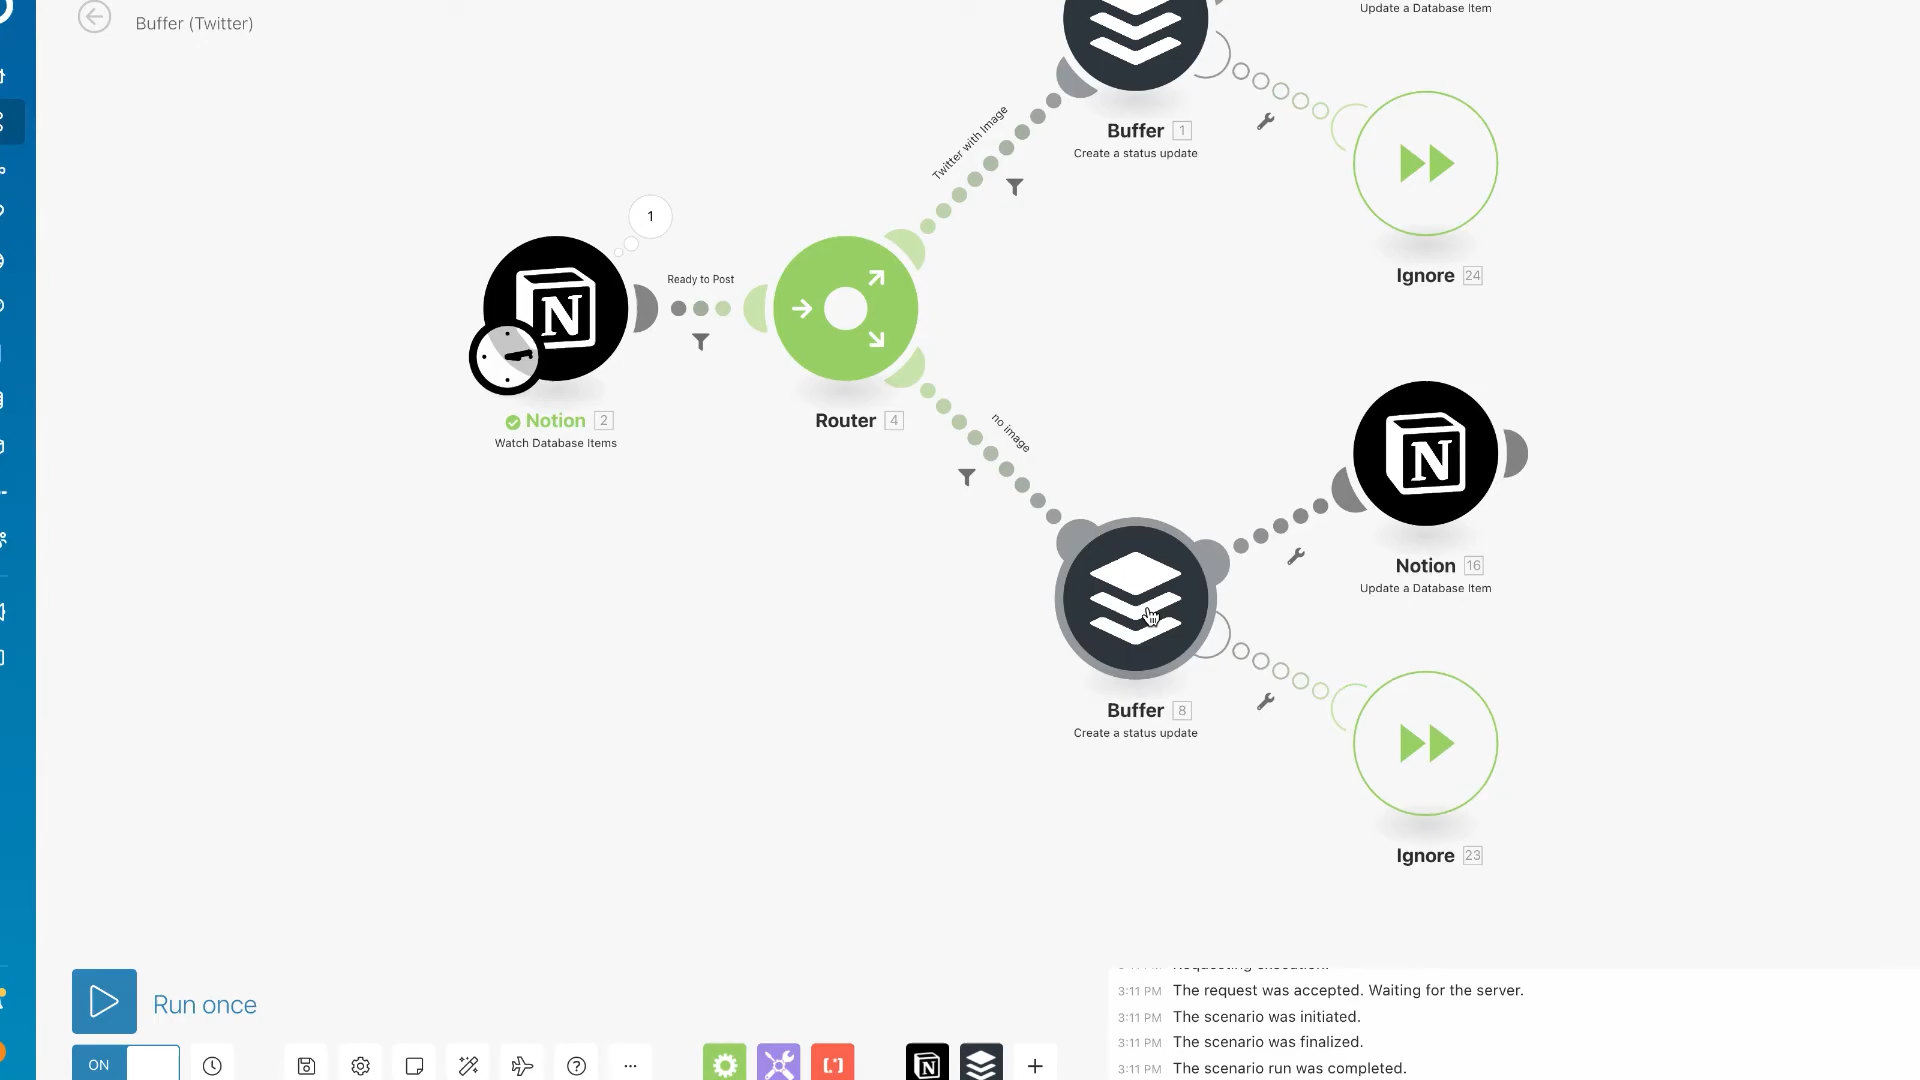 Update a Database Item
Buffer (Twitter)
Twitter with Image
Buffer 1
Create a status update
1
Ready to Post
Ignore 24
Notion 2
Watch Database Items
Router 4
no image
Notion 16
Update a Database Item
Buffer 8
Create a status update
Ignore 23
Run once
ON
3:11 PM The request was accepted. Waiting for the server.
3:11 PM The scenario was initiated.
3:11 PM The scenario was finalized.
3:11 PM The scenario run was completed.